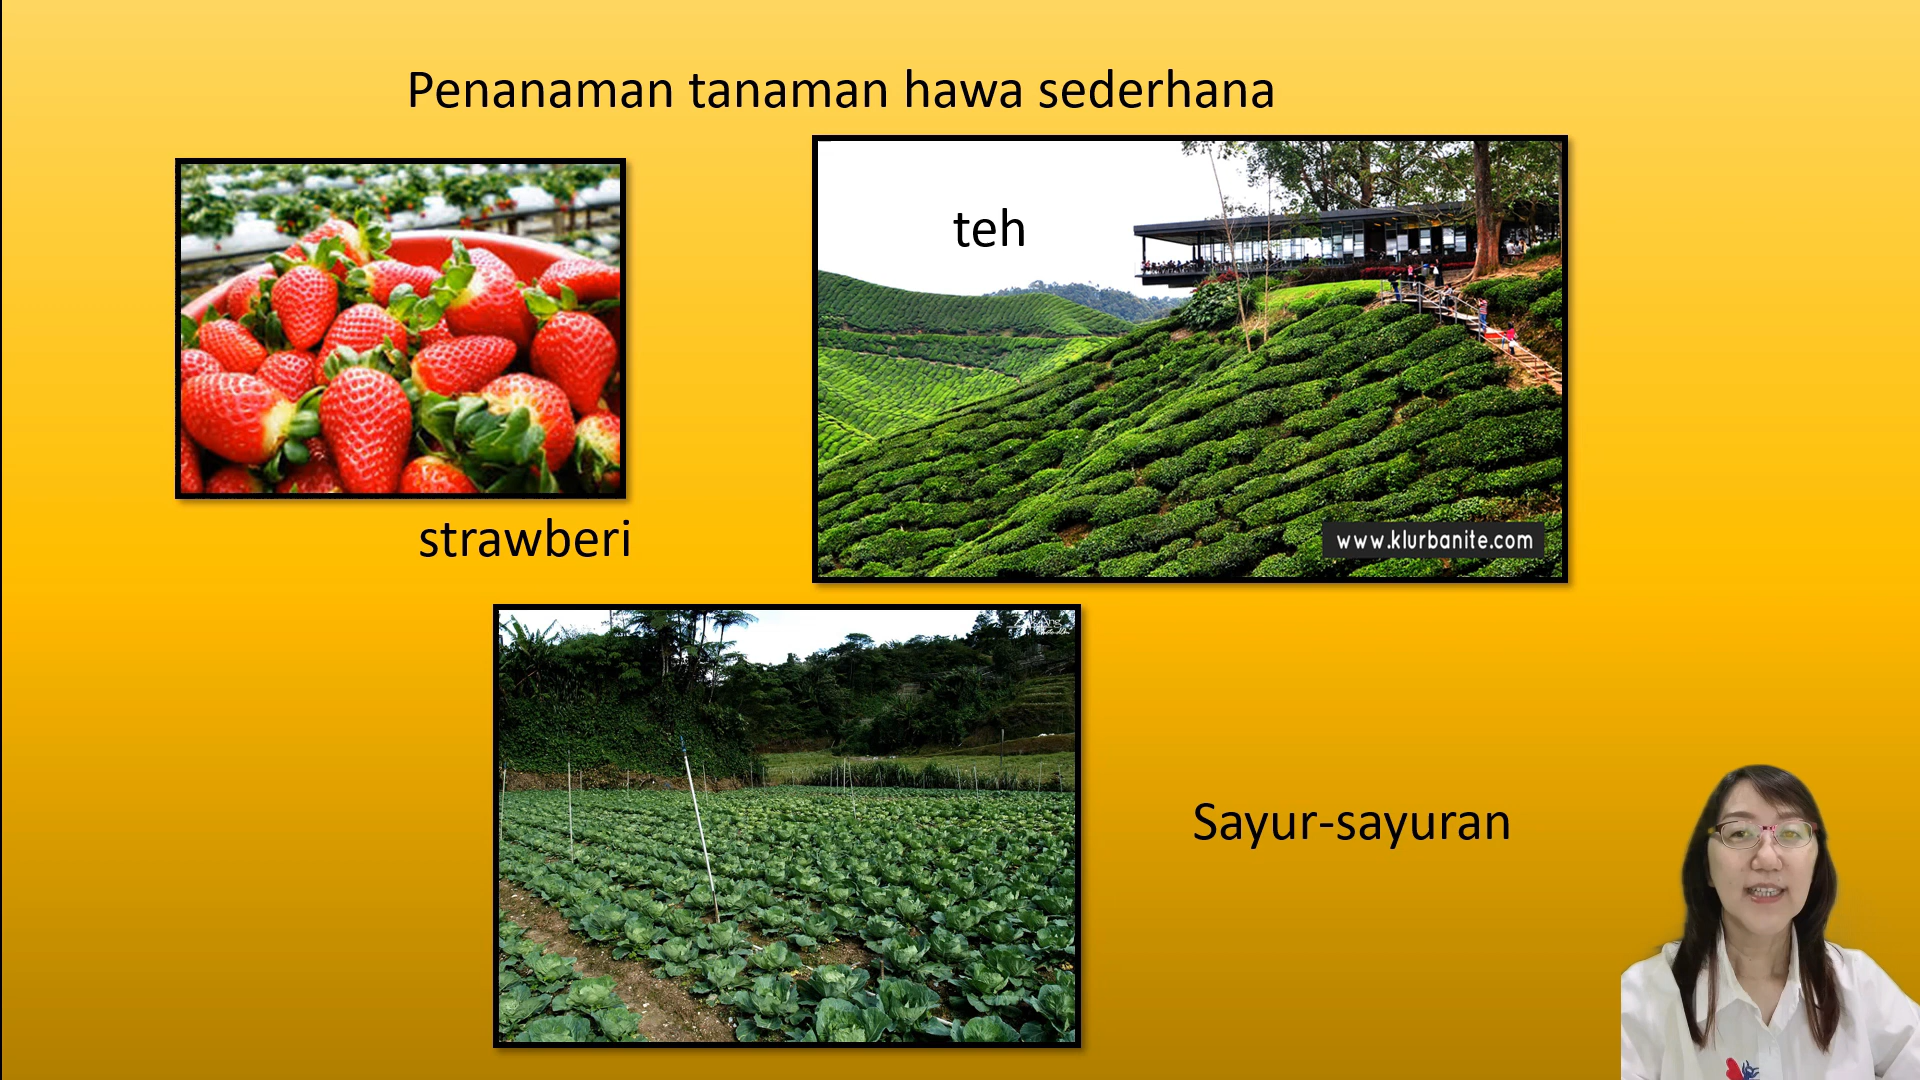 Penanaman tanaman hawa sederhana
teh
strawberi
www.klurbanite.com
Sayur-sayuran